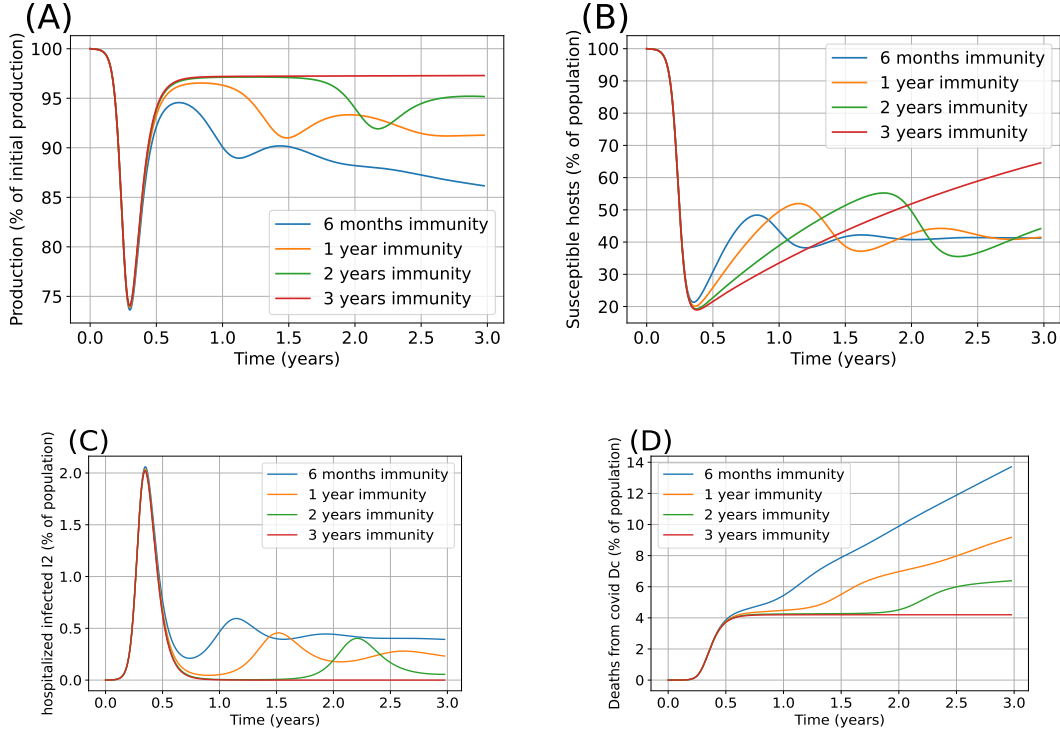 (A)
Production (% of initial production)
100
95
90
85
80
75
0.0 0.5 1.0 1.5 2.0 2.5 3.0
Time (years)
6 months immunity
1 year immunity
2 years immunity
3 years immunity
(B)
Susceptible hosts (% of population)
100
90
80
70
60
50
40
30
20
0.0 0.5 1.0 1.5 2.0 2.5 3.0
Time (years)
6 months immunity
1 year immunity
2 years immunity
3 years immunity
(C)
hospitalized infected I2 (% of population)
2.0
1.5
1.0
0.5
0.0
0.0 0.5 1.0 1.5 2.0 2.5 3.0
Time (years)
6 months immunity
1 year immunity
2 years immunity
3 years immunity
(D)
Deaths from covid Dc (% of population)
14
12
10
8
6
4
2
0
0.0 0.5 1.0 1.5 2.0 2.5 3.0
Time (years)
6 months immunity
1 year immunity
2 years immunity
3 years immunity